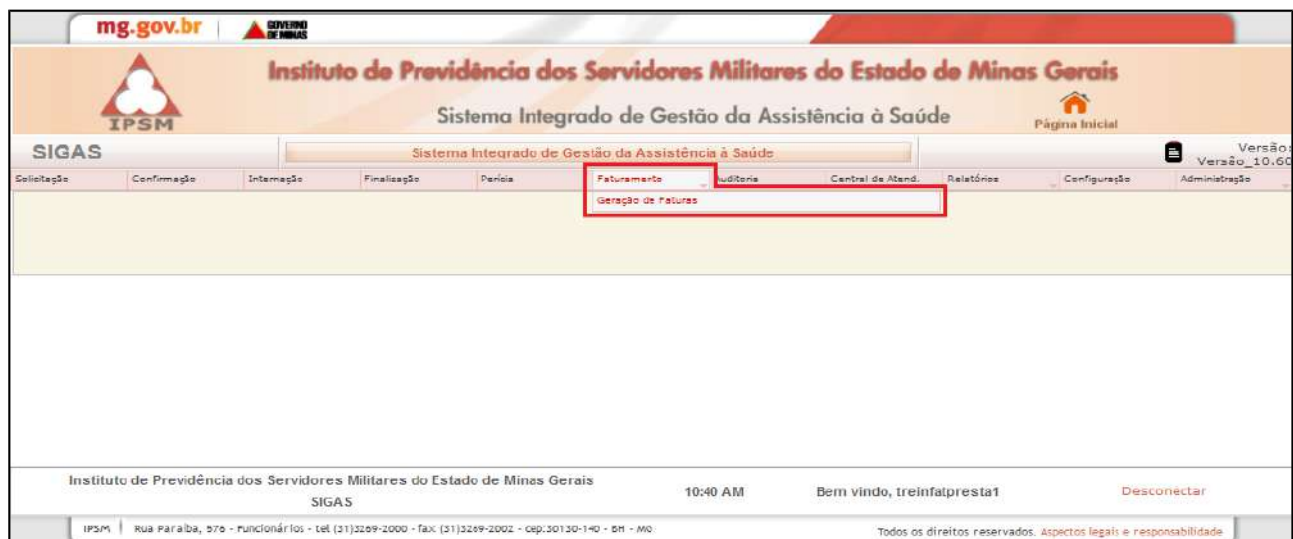 mg.gov.br
GOVERNO
DE MINAS
Instituto de Previdência dos Servidores Militares do Estado de Minas Gerais
IPSM
Sistema Integrado de Gestão da Assistência à Saúde
Página Inicial
SIGAS
Sistema Integrado de Gestão da Assistência à Saúde
Versão:
Versão_10.60
Solicitação Confirmação Internação Finalização Perícia Faturamento Auditoria Central de Atend. Relatórios Configuração Administração
Geração de Faturas
Instituto de Previdência dos Servidores Militares do Estado de Minas Gerais
SIGAS
10:40 AM Bem vindo, treinfatpresta1 Desconectar
IPSM Rua Paraíba, 576 - Funcionários - tel (31)3269-2000 - fax (31)3269-2002 - cep:30130-140 - BH - MG
Todos os direitos reservados. Aspectos legais e responsabilidade